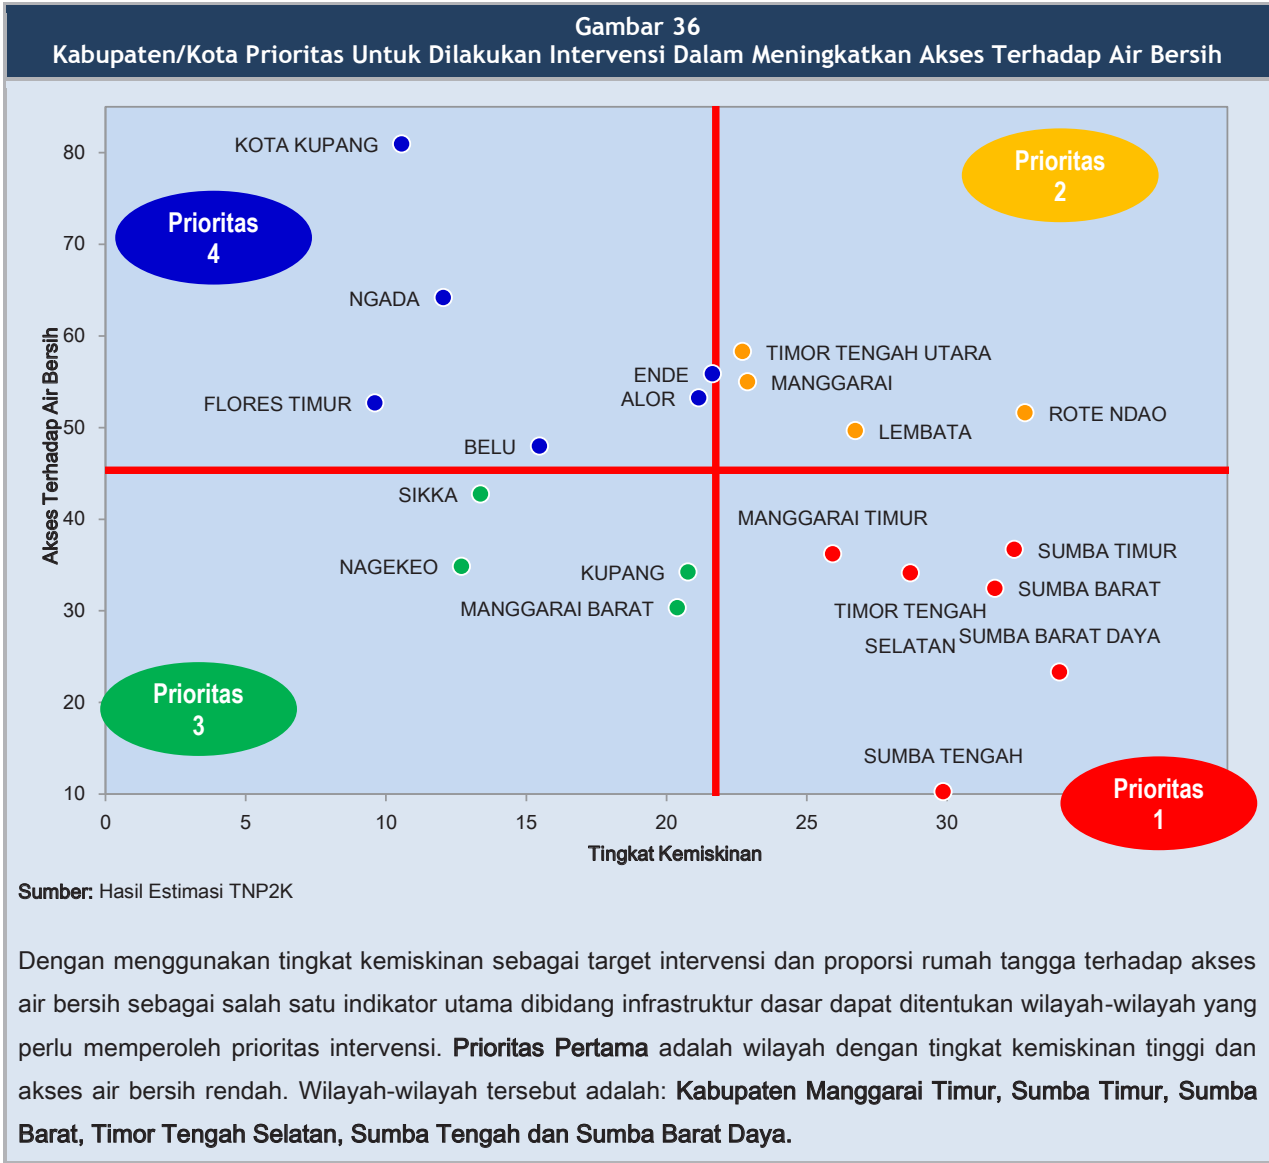 Gambar 36
Kabupaten/Kota Prioritas Untuk Dilakukan Intervensi Dalam Meningkatkan Akses Terhadap Air Bersih
80
70
60
50
40
30
20
10
0
5
10
15
20
25
30
Akses Terhadap Air Bersih
Tingkat Kemiskinan
KOTA KUPANG
Prioritas
2
Prioritas
4
NGADA
TIMOR TENGAH UTARA
ENDE
MANGGARAI
ALOR
FLORES TIMUR
ROTE NDAO
LEMBATA
BELU
SIKKA
MANGGARAI TIMUR
SUMBA TIMUR
NAGEKEO
KUPANG
SUMBA BARAT
MANGGARAI BARAT
TIMOR TENGAH
SELATAN
SUMBA BARAT DAYA
Prioritas
3
SUMBA TENGAH
Prioritas
1
Sumber: Hasil Estimasi TNP2K
Dengan menggunakan tingkat kemiskinan sebagai target intervensi dan proporsi rumah tangga terhadap akses
air bersih sebagai salah satu indikator utama dibidang infrastruktur dasar dapat ditentukan wilayah-wilayah yang
perlu memperoleh prioritas intervensi. Prioritas Pertama adalah wilayah dengan tingkat kemiskinan tinggi dan
akses air bersih rendah. Wilayah-wilayah tersebut adalah: Kabupaten Manggarai Timur, Sumba Timur, Sumba
Barat, Timor Tengah Selatan, Sumba Tengah dan Sumba Barat Daya.